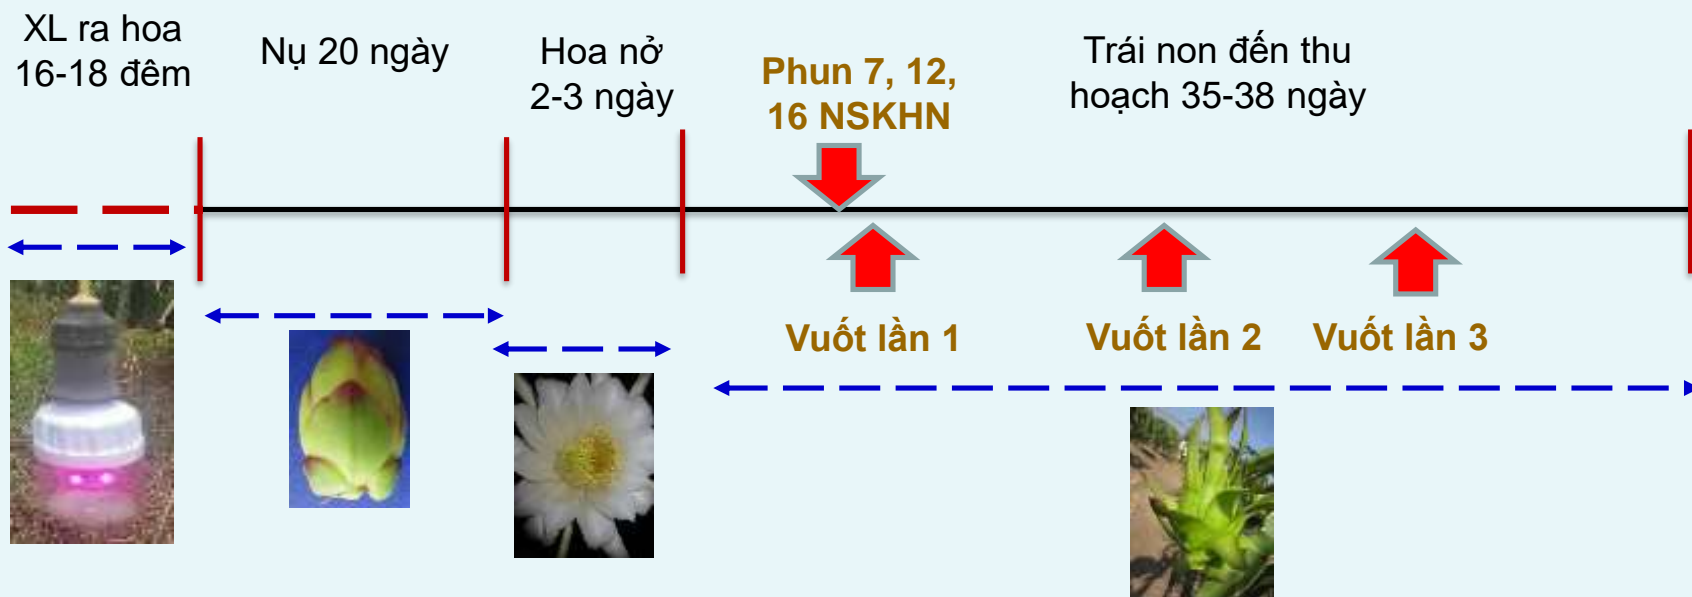 XL ra hoa
16-18 đêm
Nụ 20 ngày
Hoa nở
2-3 ngày
Phun 7, 12,
16 NSKHN
Trái non đến thu
hoạch 35-38 ngày
Vuốt lần 1
Vuốt lần 2
Vuốt lần 3